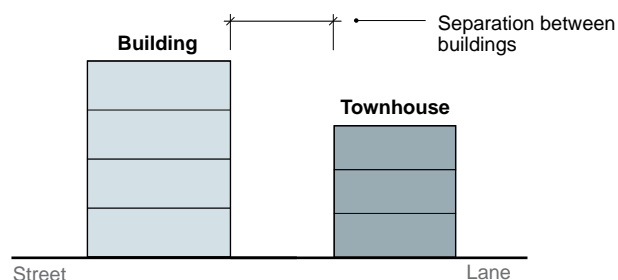 Separation between
buildings
Building
Townhouse
Street
Lane